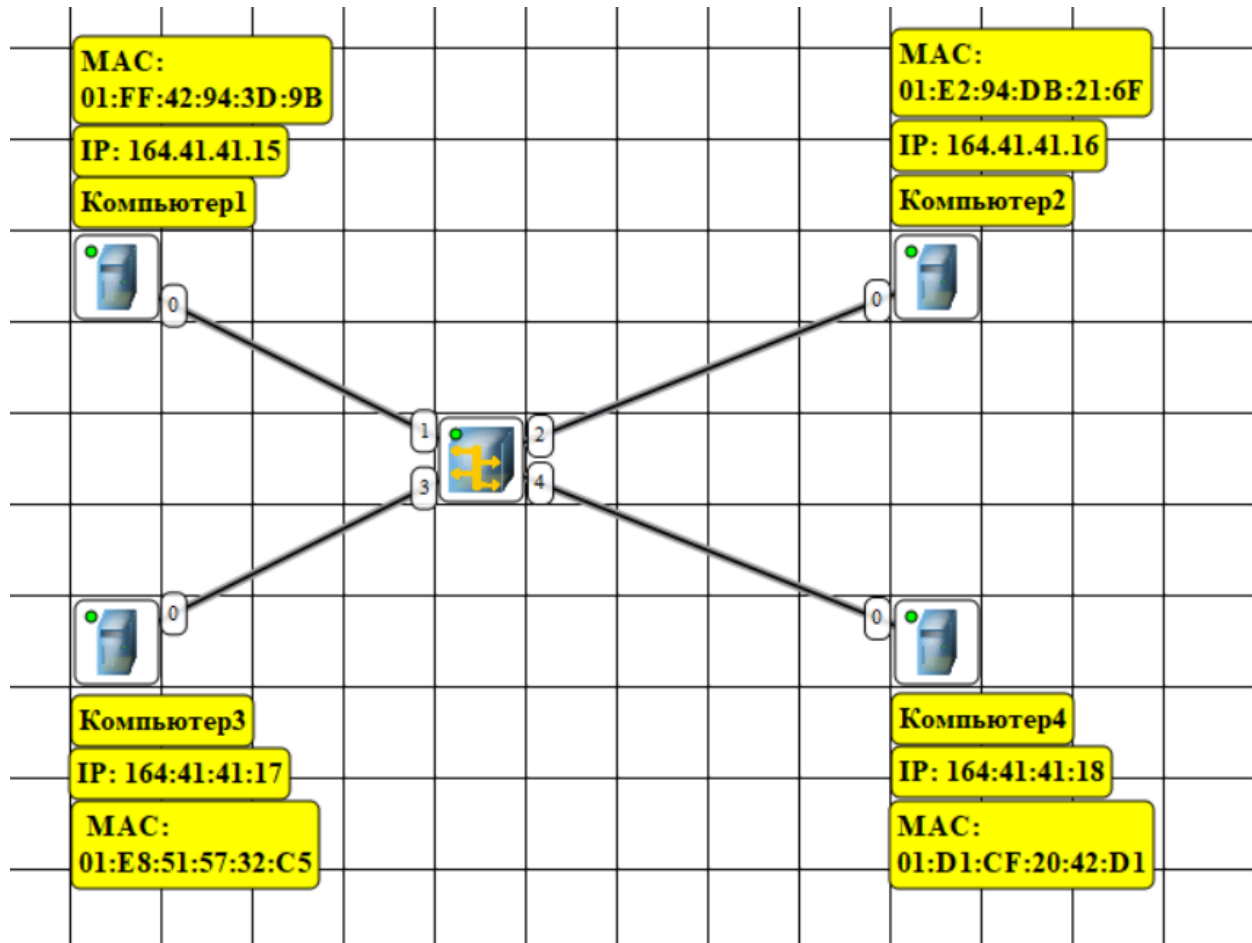 MAC:
01:FF:42:94:3D:9B
IP: 164.41.41.15
Компьютер1
MAC:
01:E2:94:DB:21:6F
IP: 164.41.41.16
Компьютер2
0
0
1
2
3
4
0
0
Компьютер3
IP: 164:41:41:17
MAC:
01:E8:51:57:32:C5
Компьютер4
IP: 164:41:41:18
MAC:
01:D1:CF:20:42:D1